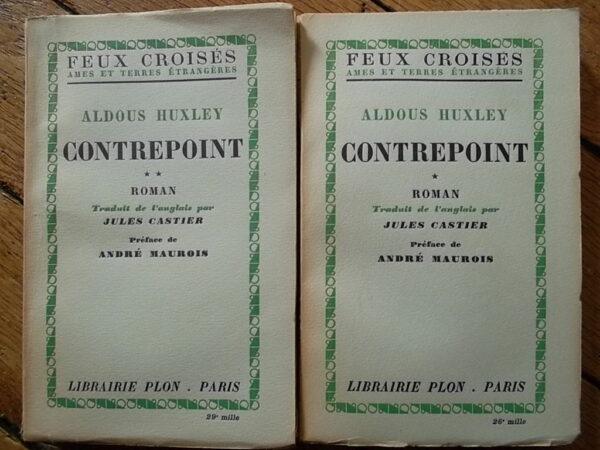 FEUX CROISÉS
AMES ET TERRES ÉTRANGÈRES
ALDOUS HUXLEY
CONTREPOINT
**
ROMAN
Traduit de l'anglais par
JULES CASTIER
Préface de
ANDRÉ MAUROIS
LIBRAIRIE PLON . PARIS
29e mille
FEUX CROISÉS
AMES ET TERRES ÉTRANGÈRES
ALDOUS HUXLEY
CONTREPOINT
*
ROMAN
Traduit de l'anglais par
JULES CASTIER
Préface de
ANDRÉ MAUROIS
LIBRAIRIE PLON . PARIS
26e mille